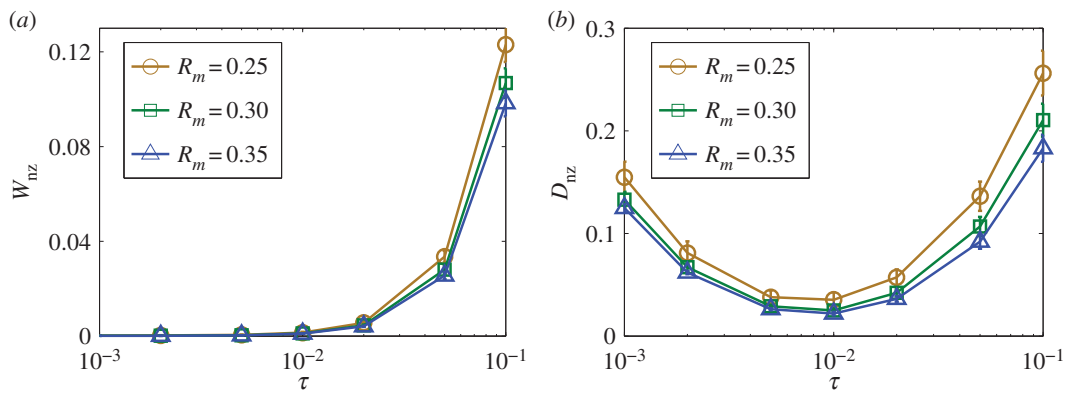 (a)
0.12
0.08
0.04
0
W_nz
R_m = 0.25
R_m = 0.30
R_m = 0.35
10^-3
10^-2
10^-1
τ
(b)
0.3
0.2
0.1
0
D_nz
R_m = 0.25
R_m = 0.30
R_m = 0.35
10^-3
10^-2
10^-1
τ